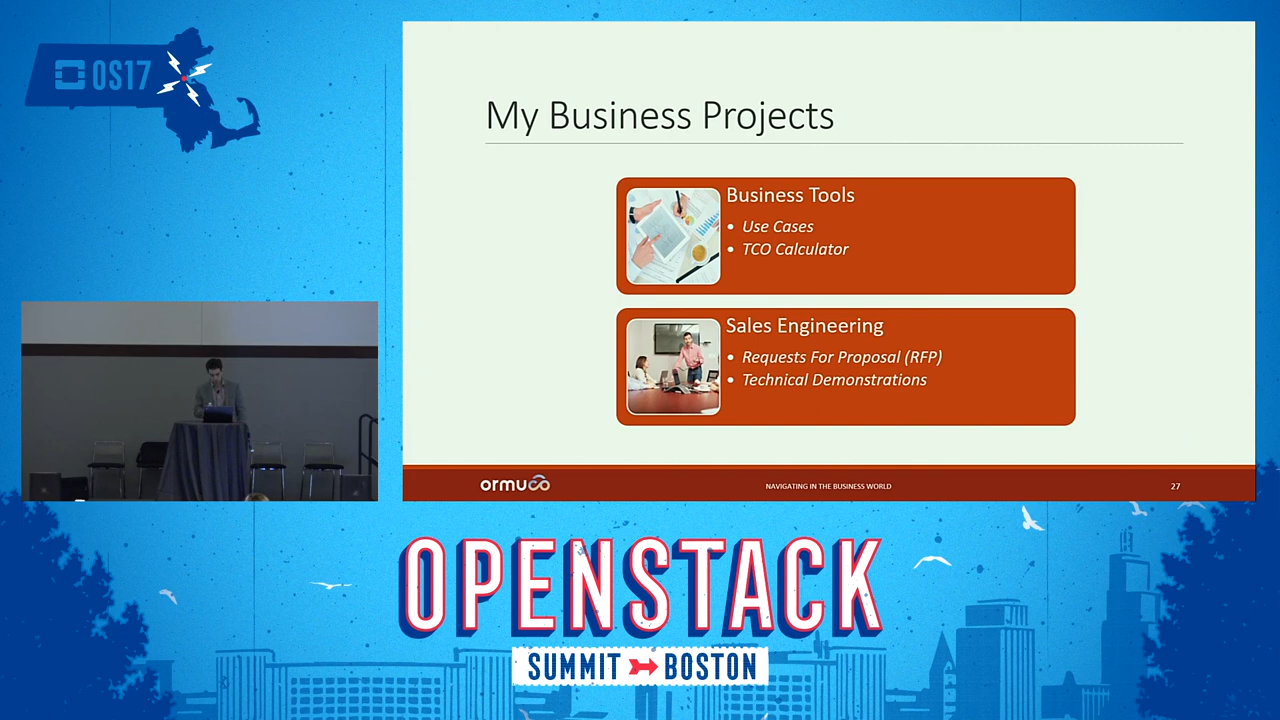 OS17
My Business Projects
Business Tools
• Use Cases
• TCO Calculator
Sales Engineering
• Requests For Proposal (RFP)
• Technical Demonstrations
ormuco
NAVIGATING IN THE BUSINESS WORLD
27
OPENSTACK
SUMMIT BOSTON